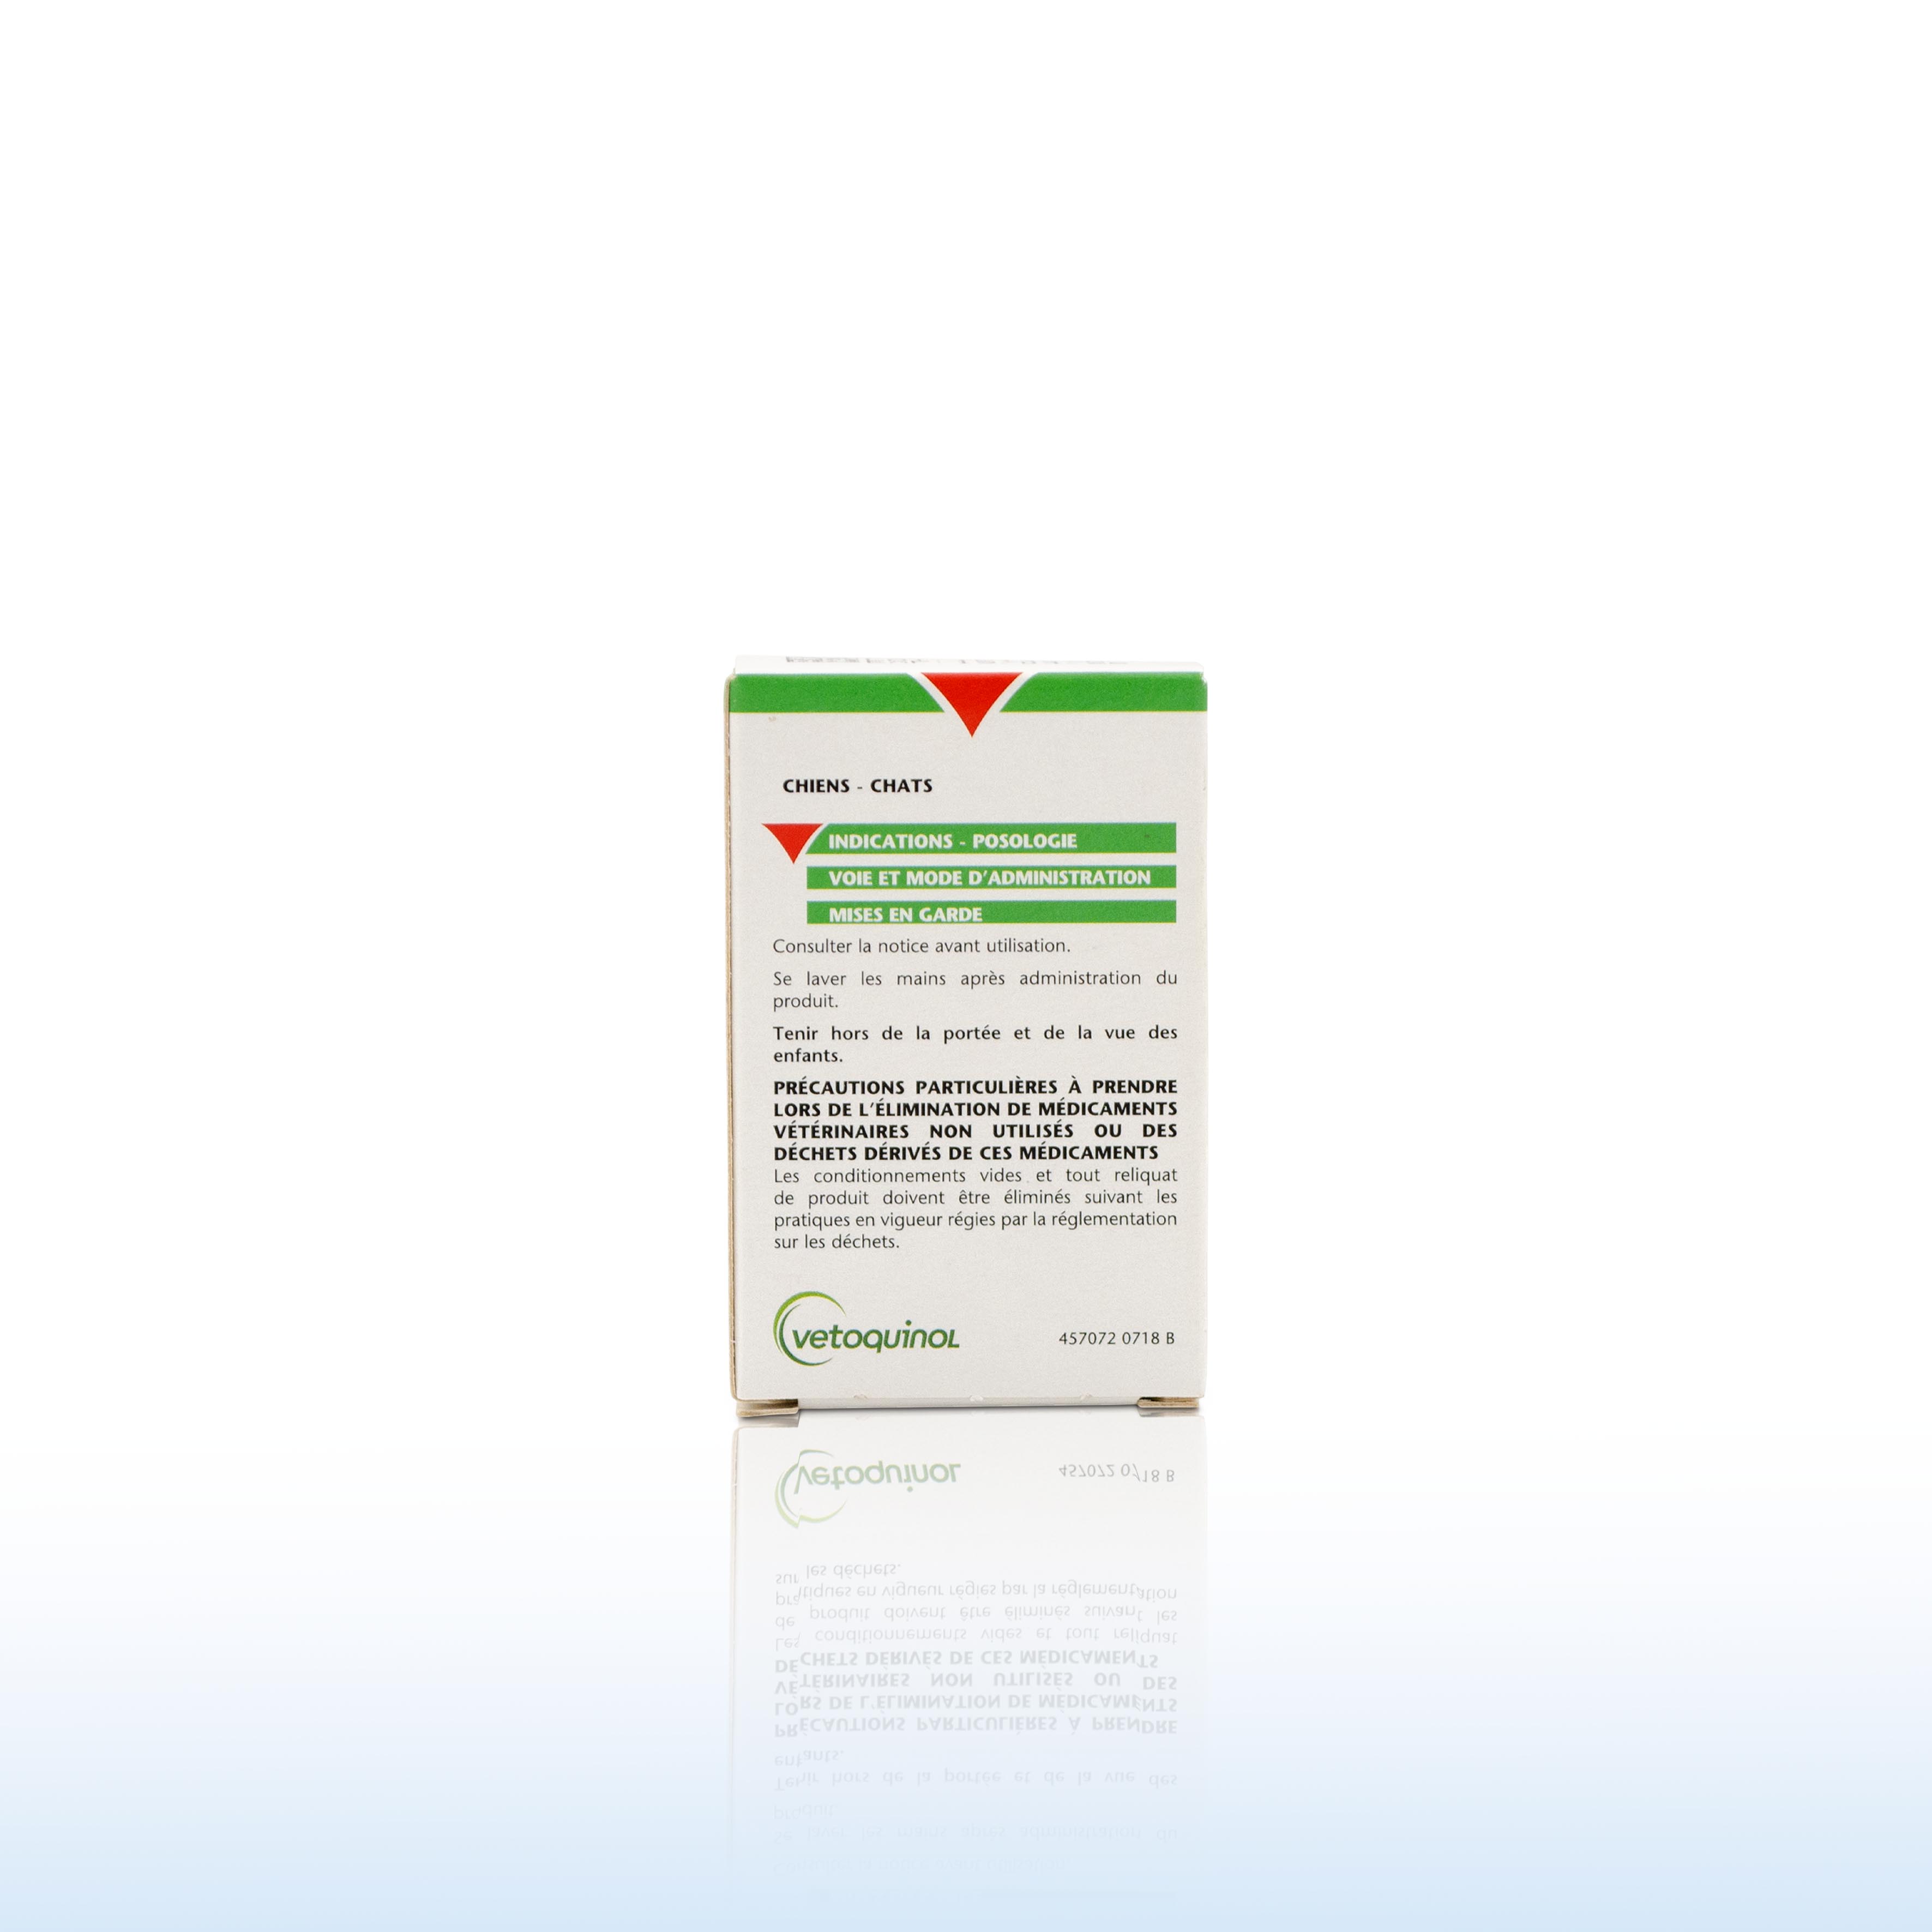 CHIENS - CHATS
INDICATIONS - POSOLOGIE
VOIE ET MODE D'ADMINISTRATION
MISES EN GARDE
Consulter la notice avant utilisation.
Se laver les mains après administration du
produit.
Tenir hors de la portée et de la vue des
enfants.
PRÉCAUTIONS PARTICULIÈRES À PRENDRE
LORS DE L'ÉLIMINATION DE MÉDICAMENTS
VÉTÉRINAIRES NON UTILISÉS OU DES
DÉCHETS DÉRIVÉS DE CES MÉDICAMENTS
Les conditionnements vides et tout reliquat
de produit doivent être éliminés suivant les
pratiques en vigueur régies par la réglementation
sur les déchets.
vetoquinol
457072 0718 B